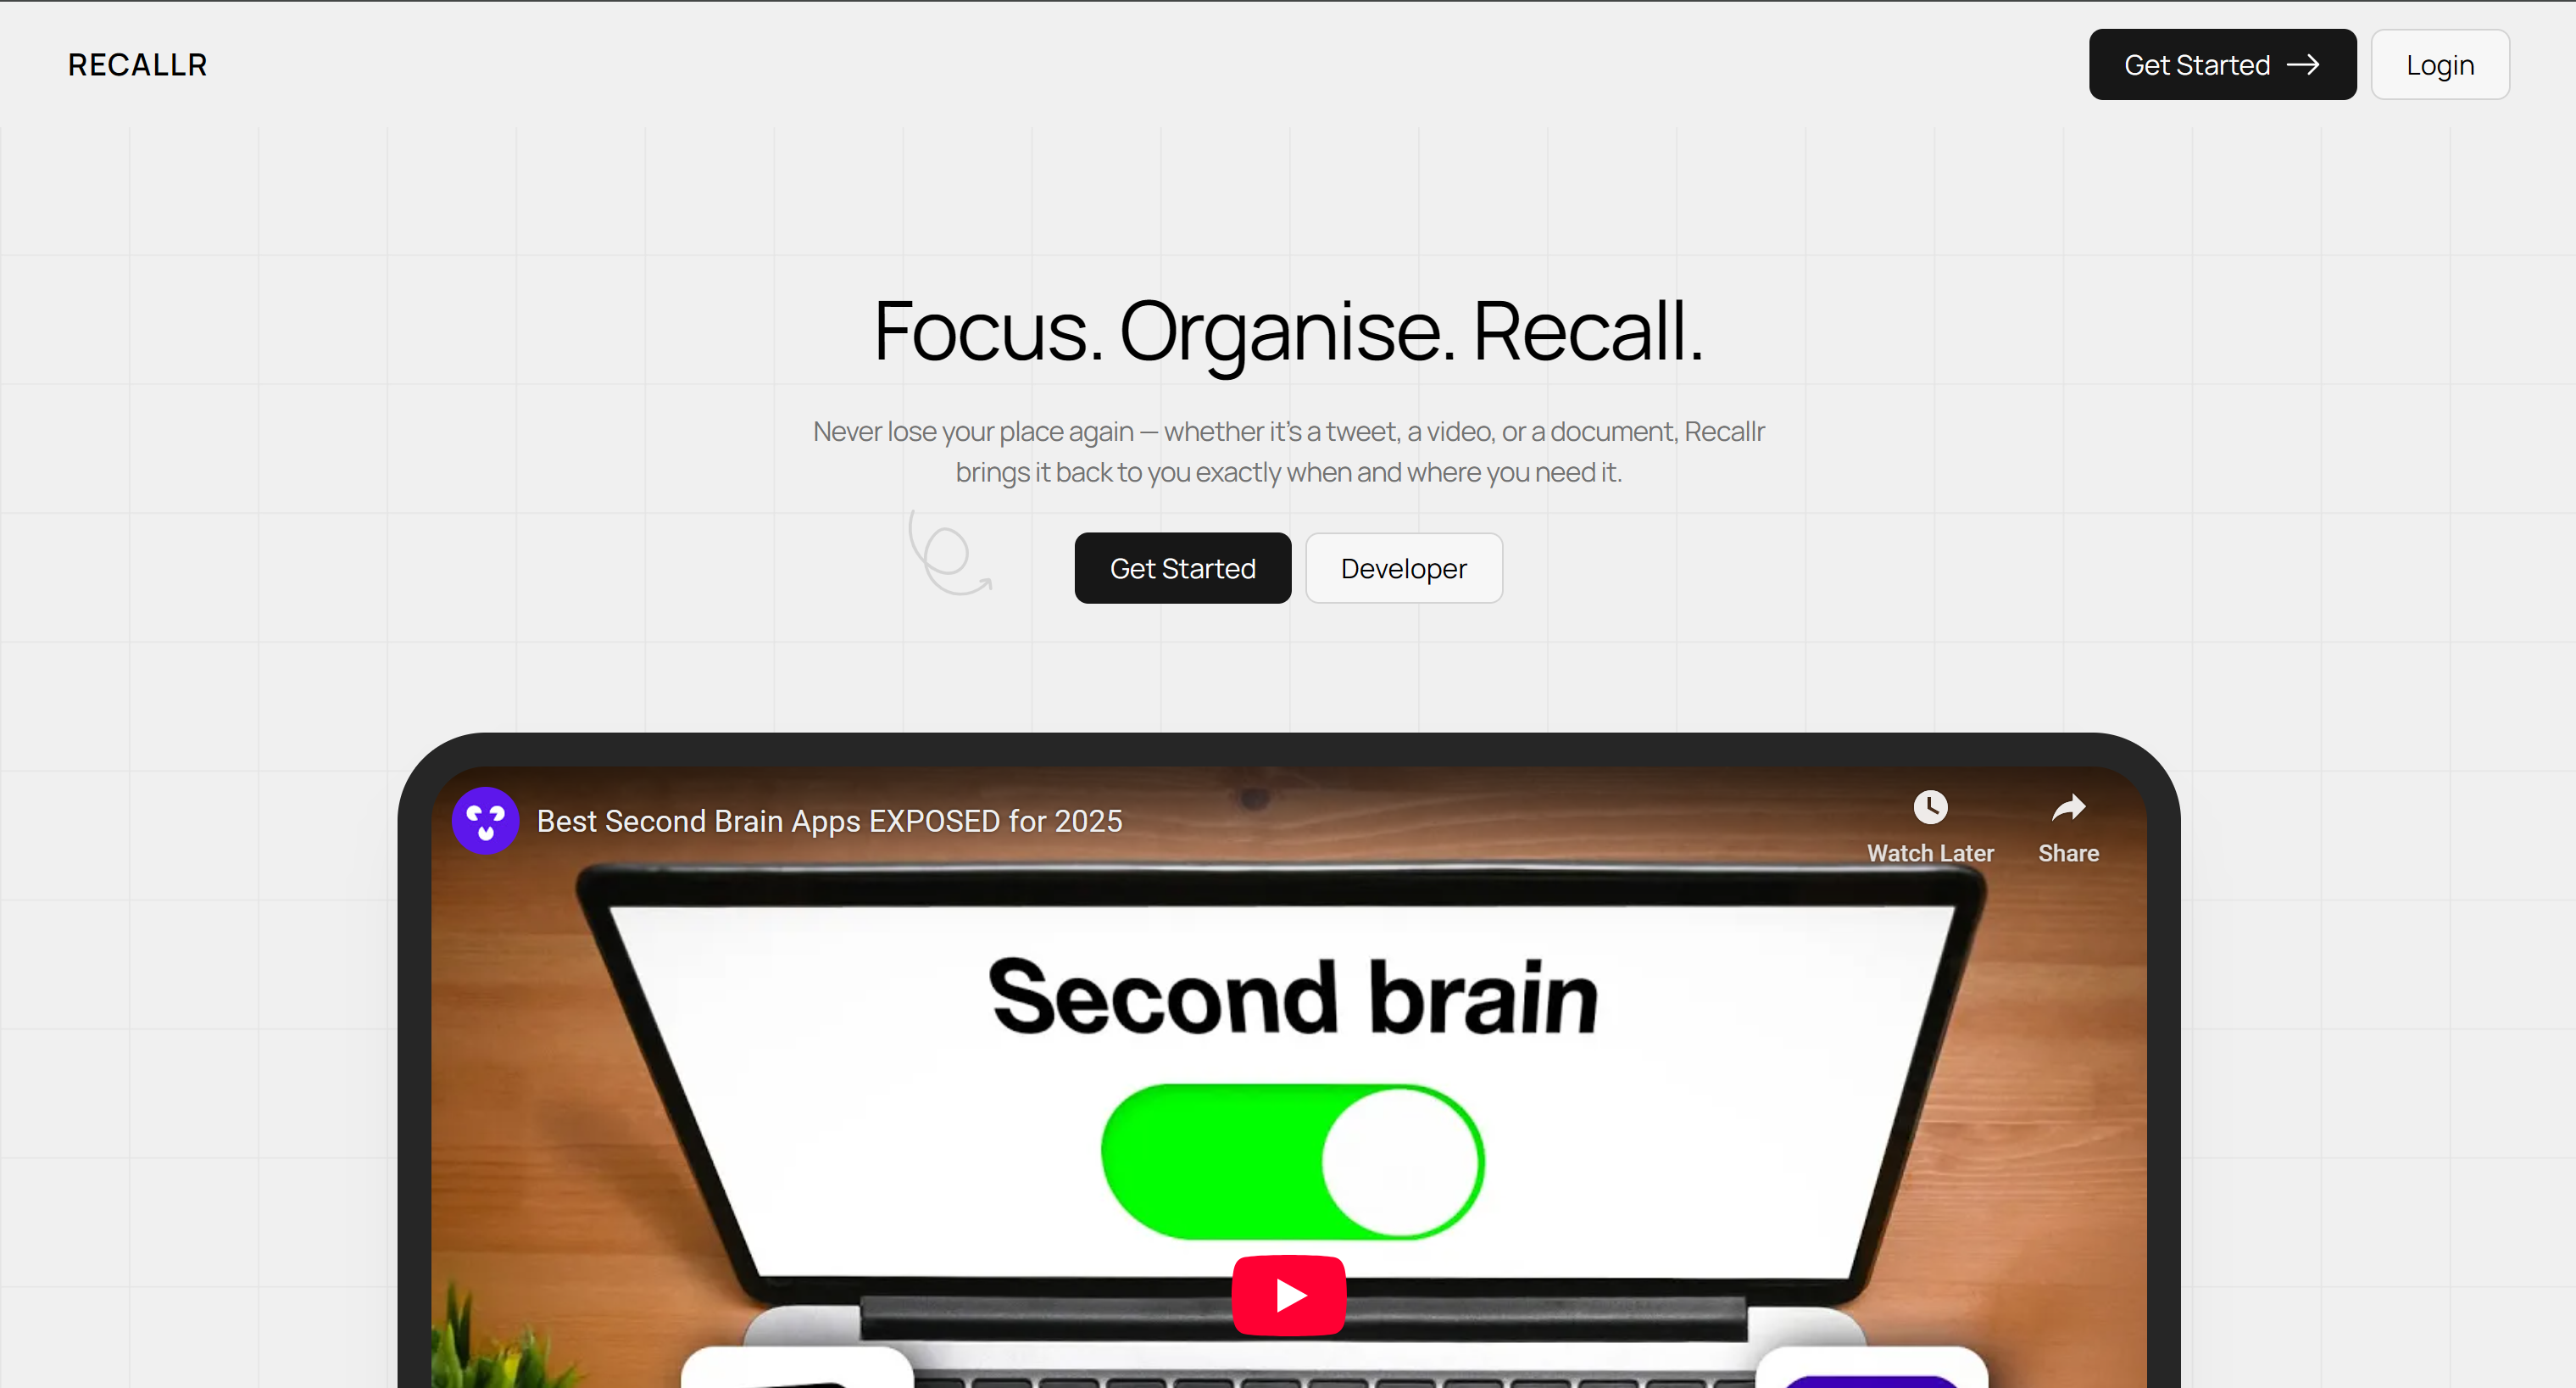 RECALLR
Get Started
Login
Focus. Organise. Recall.
Never lose your place again — whether it's a tweet, a video, or a document, Recallr
brings it back to you exactly when and where you need it.
Get Started
Developer
Best Second Brain Apps EXPOSED for 2025
Watch Later
Share
Second brain